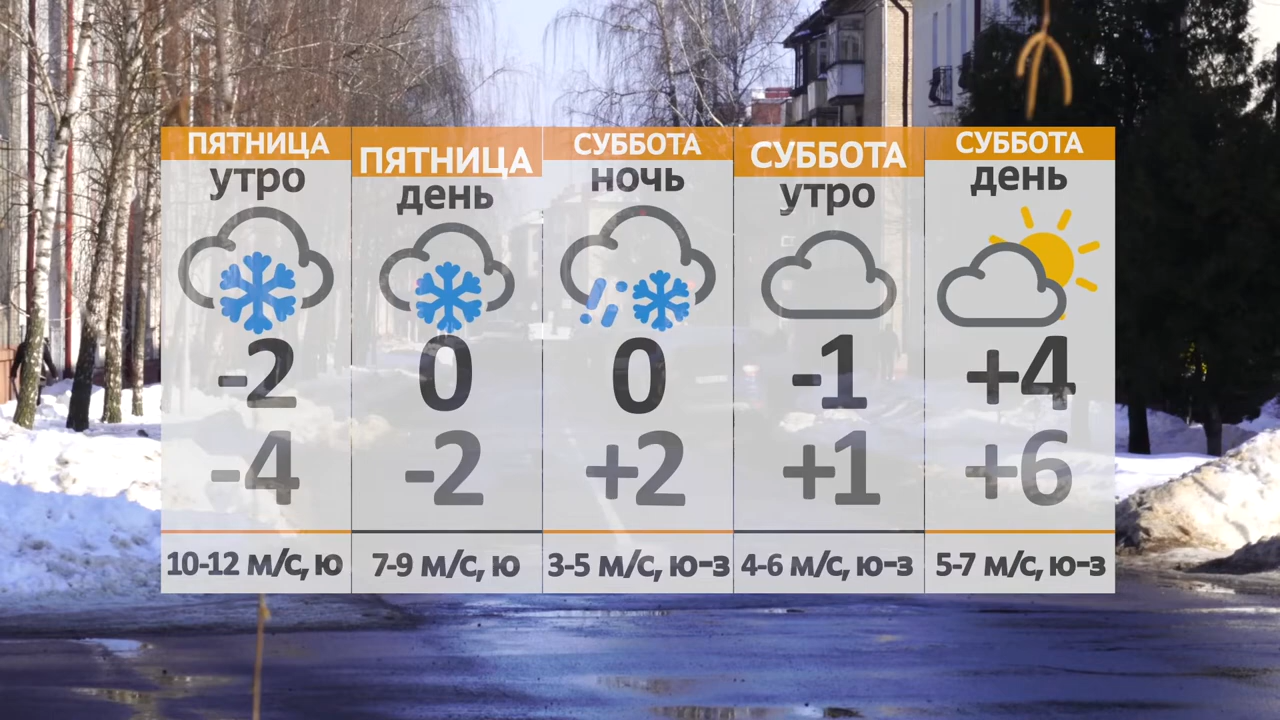 ПЯТНИЦА
утро
-2
-4
10-12 м/с, ю
ПЯТНИЦА
день
0
-2
7-9 м/с, ю
СУББОТА
ночь
0
+2
3-5 м/с, ю-з
СУББОТА
утро
-1
+1
4-6 м/с, ю-з
СУББОТА
день
+4
+6
5-7 м/с, ю-з